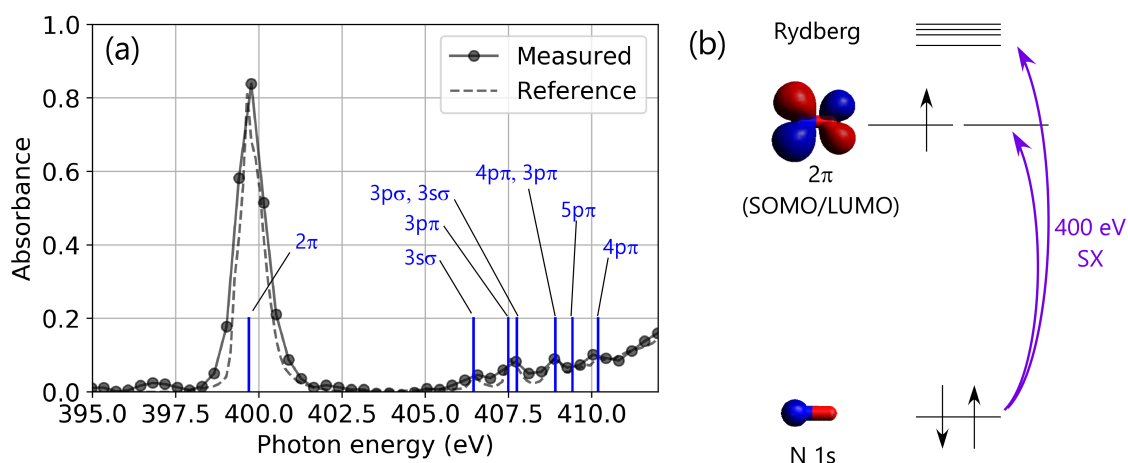 (a)
1.0
0.8
0.6
0.4
0.2
0.0
Absorbance
Measured
Reference
2π
3pσ, 3sσ
3pπ
3sσ
4pπ, 3pπ
5pπ
4pπ
395.0 397.5 400.0 402.5 405.0 407.5 410.0
Photon energy (eV)
(b)
Rydberg
2π
(SOMO/LUMO)
400 eV
SX
N 1s